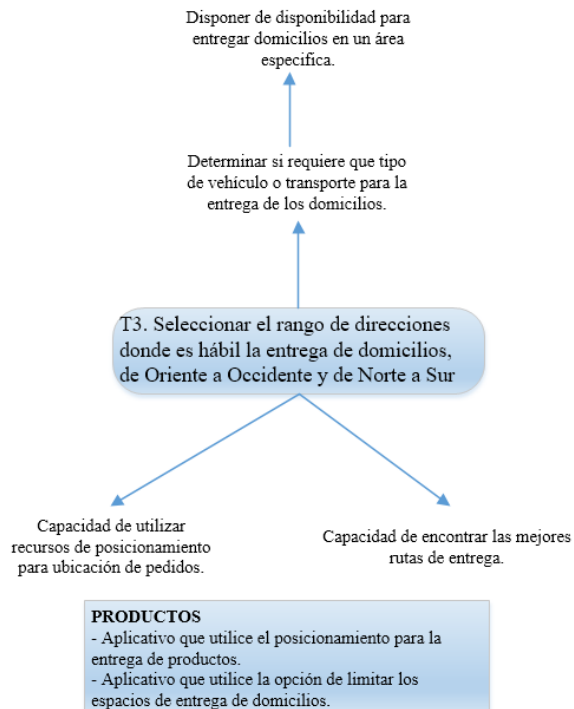 Disponer de disponibilidad para
entregar domicilios en un área
especifica.
Determinar si requiere que tipo
de vehículo o transporte para la
entrega de los domicilios.
T3. Seleccionar el rango de direcciones
donde es hábil la entrega de domicilios,
de Oriente a Occidente y de Norte a Sur
Capacidad de utilizar
recursos de posicionamiento
para ubicación de pedidos.
Capacidad de encontrar las mejores
rutas de entrega.
PRODUCTOS
- Aplicativo que utilice el posicionamiento para la
entrega de productos.
- Aplicativo que utilice la opción de limitar los
espacios de entrega de domicilios.